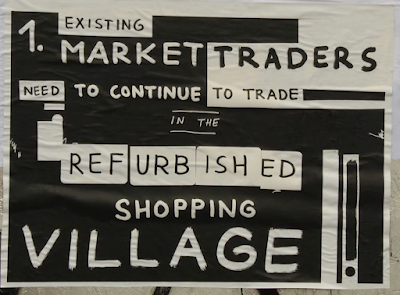 1. EXISTING
MARKET TRADERS
NEED TO CONTINUE TO TRADE
IN THE
REFURBISHED
SHOPPING
VILLAGE!